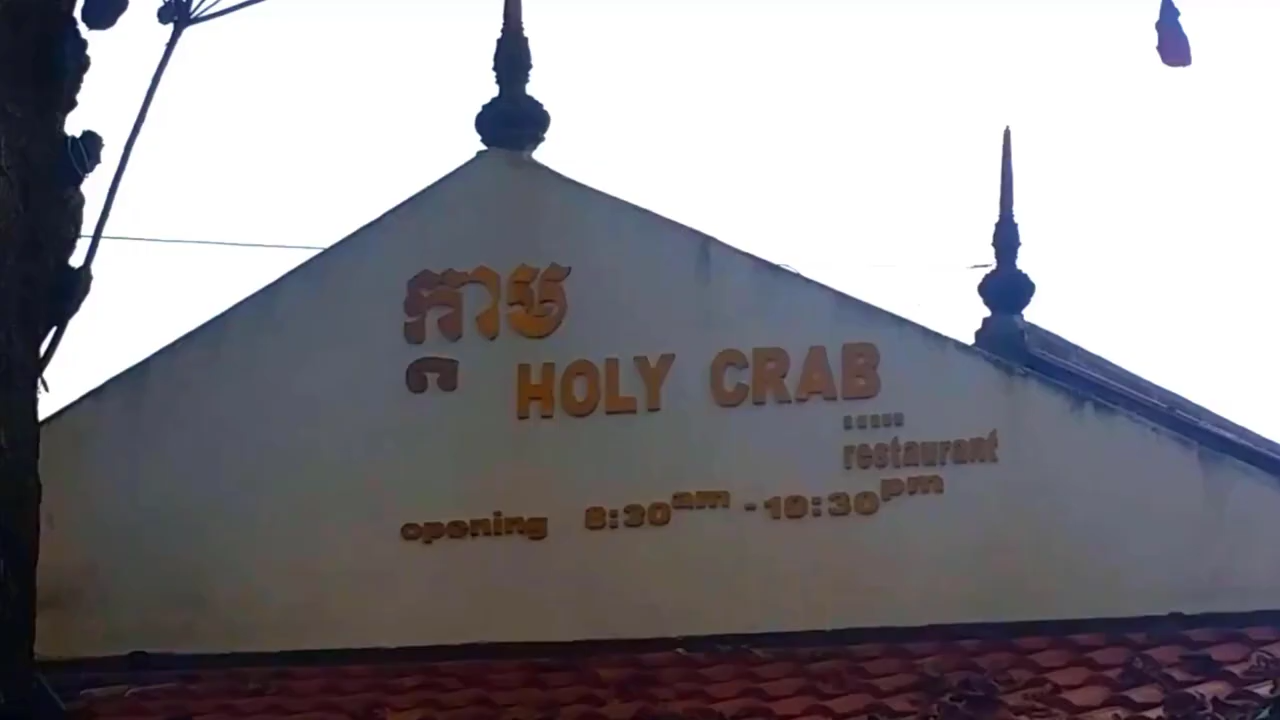 ក្តាម
HOLY CRAB
restaurant
opening 8:30am - 10:30pm